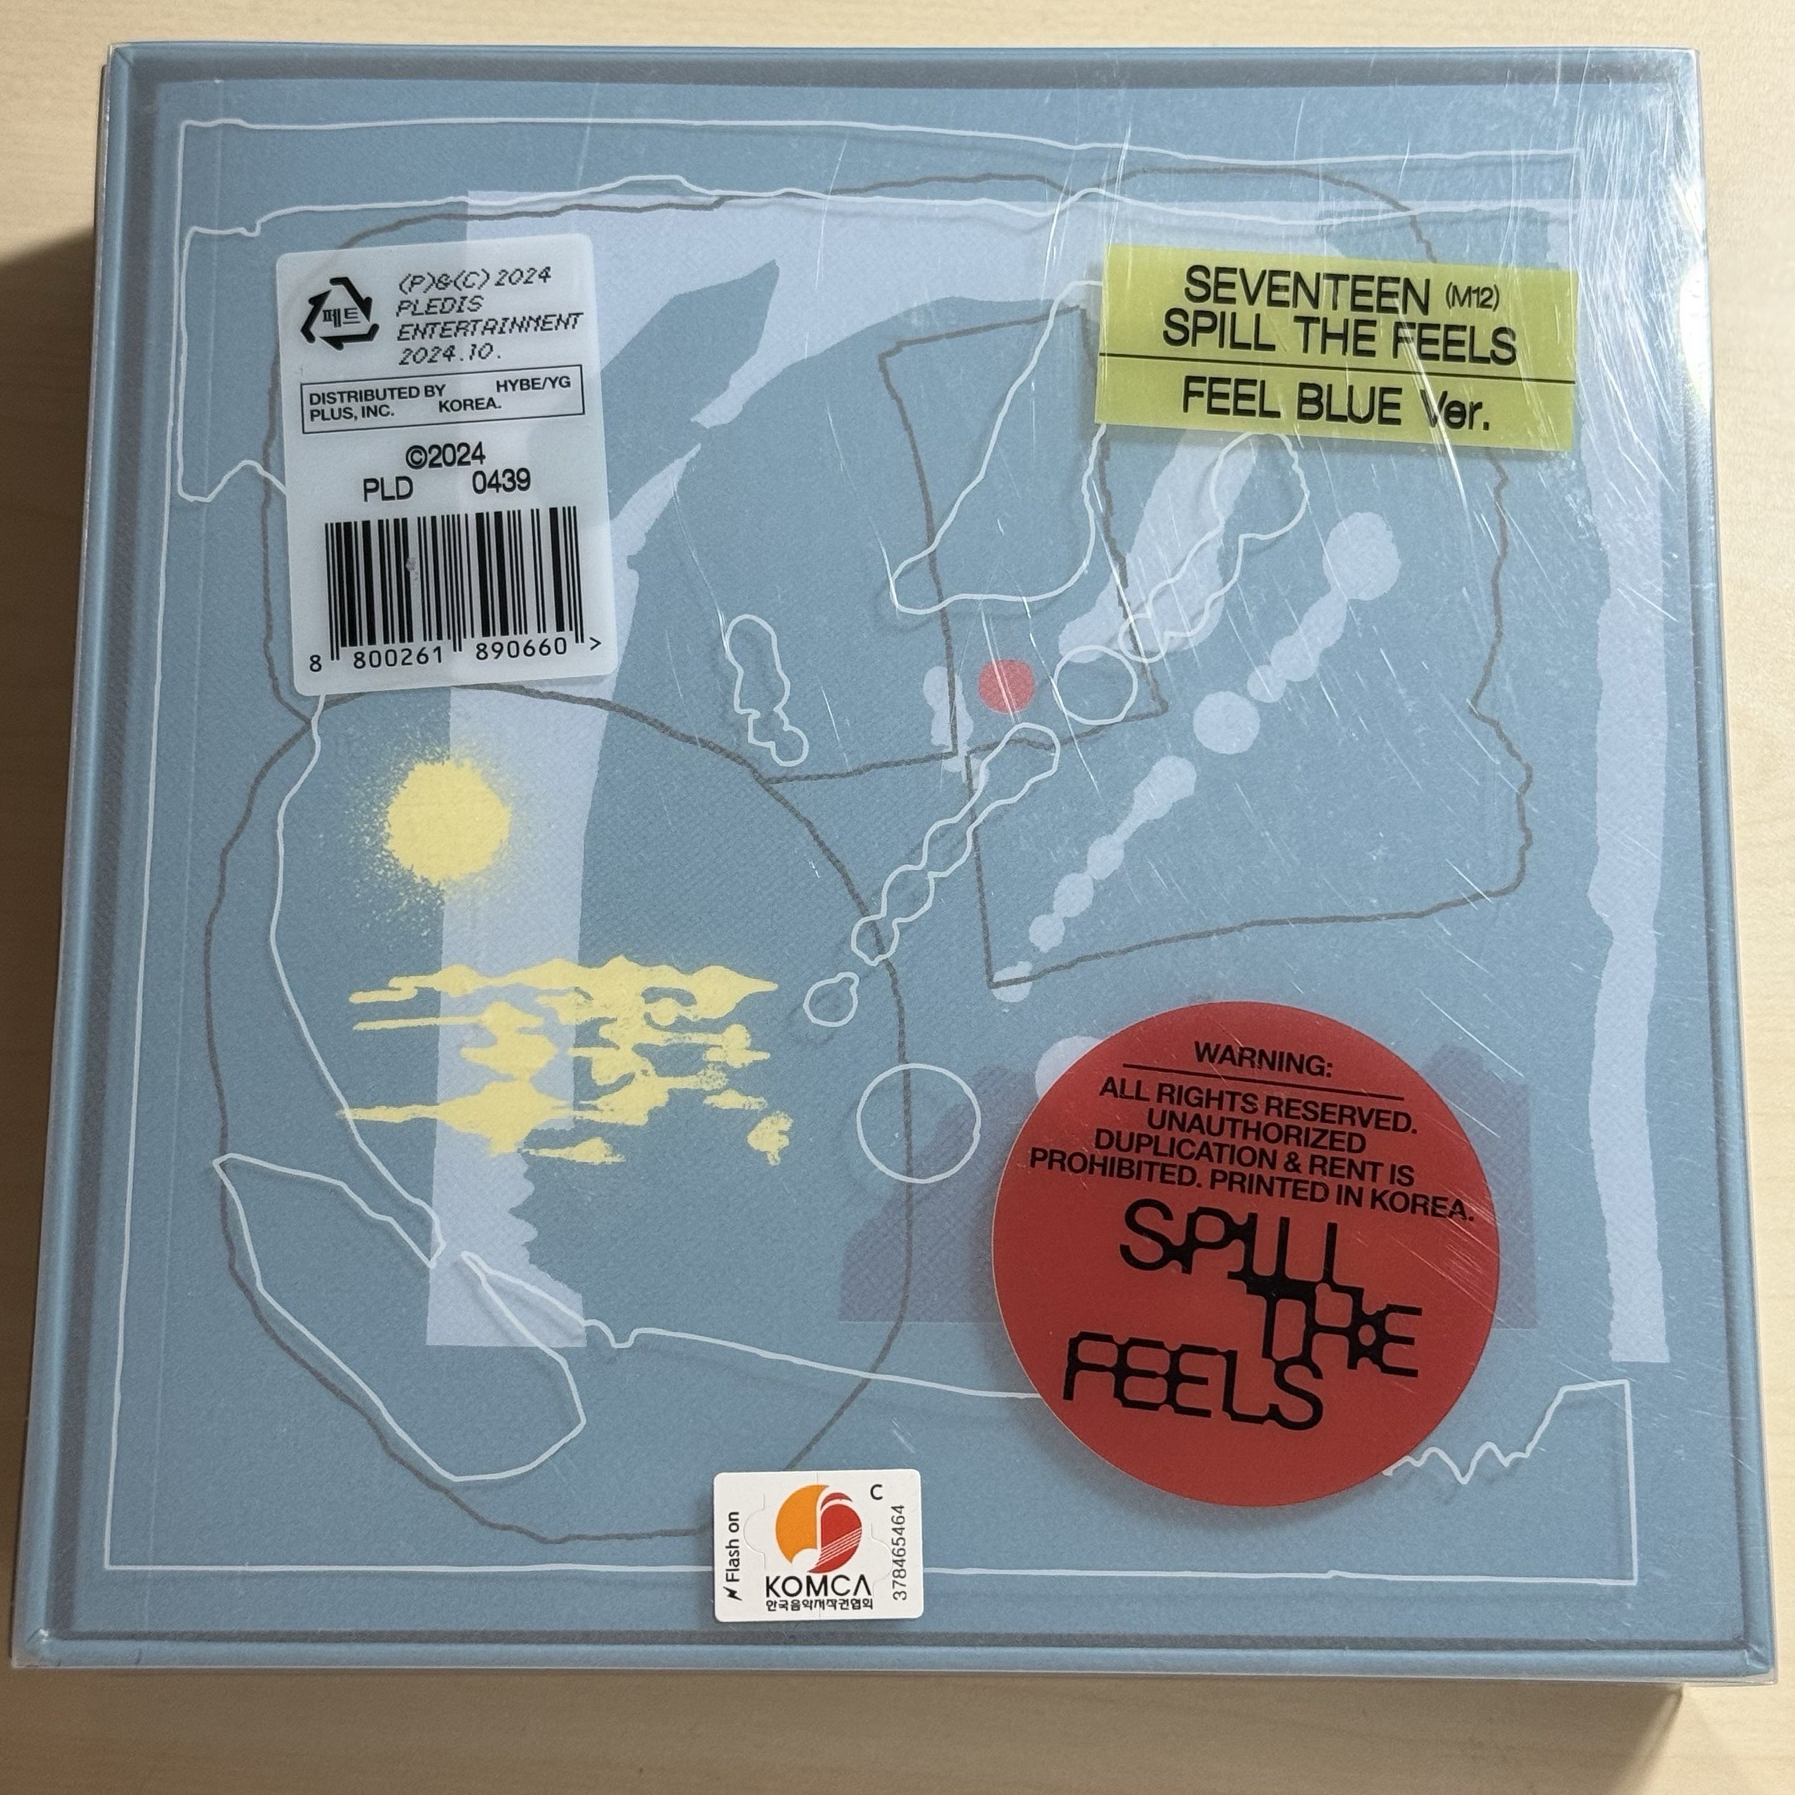 페트
(P)&(C) 2024
PLEDIS
ENTERTAINMENT
2024.10.
DISTRIBUTED BY HYBE/YG
PLUS, INC. KOREA.
©2024
PLD 0439
8 800261 890660 >
SEVENTEEN (M12)
SPILL THE FEELS
FEEL BLUE Ver.
WARNING:
ALL RIGHTS RESERVED.
UNAUTHORIZED
DUPLICATION & RENT IS
PROHIBITED. PRINTED IN KOREA.
SPILL
THE
FEELS
Flash on
C
KOMCA
한국음악저작권협회
378465464